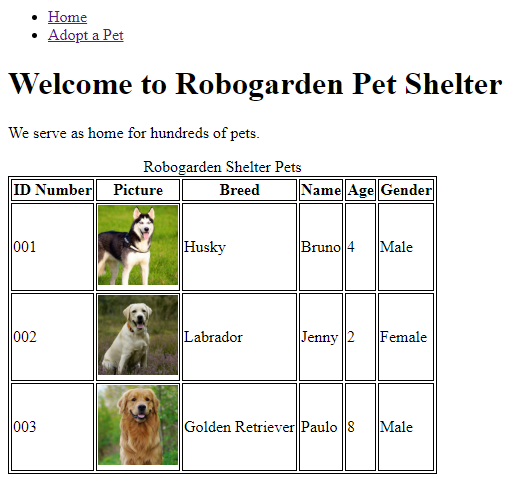 Home
Adopt a Pet
Welcome to Robogarden Pet Shelter
We serve as home for hundreds of pets.
Robogarden Shelter Pets
ID Number Picture Breed Name Age Gender
001 Husky Bruno 4 Male
002 Labrador Jenny 2 Female
003 Golden Retriever Paulo 8 Male